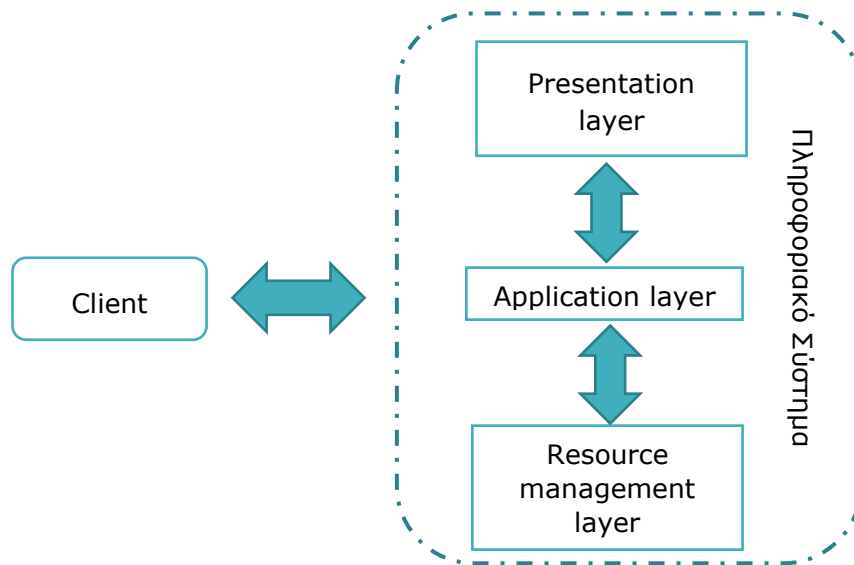 Presentation
layer
Client
Application layer
Resource
management
layer
Πληροφοριακό Σύστημα